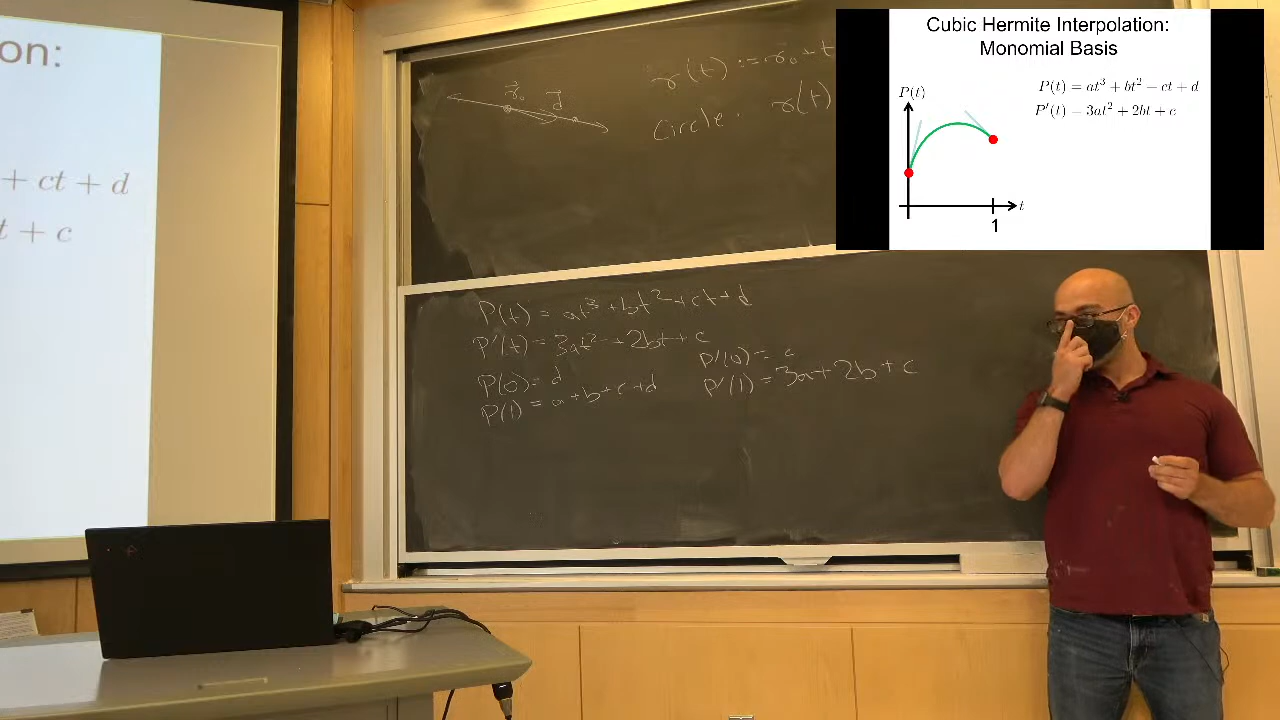 on:
+ ct + d
t + c
r₀
d
r(t) := r₀ + t
Circle . r(t)
P(t) = at³ + bt² + ct + d
P'(t) = 3at² + 2bt + c
P(0) = d
P(1) = a + b + c + d
P'(0) = c
P'(1) = 3a + 2b + c
Cubic Hermite Interpolation:
Monomial Basis
P(t)
P(t) = at³ + bt² + ct + d
P'(t) = 3at² + 2bt + c
t
1